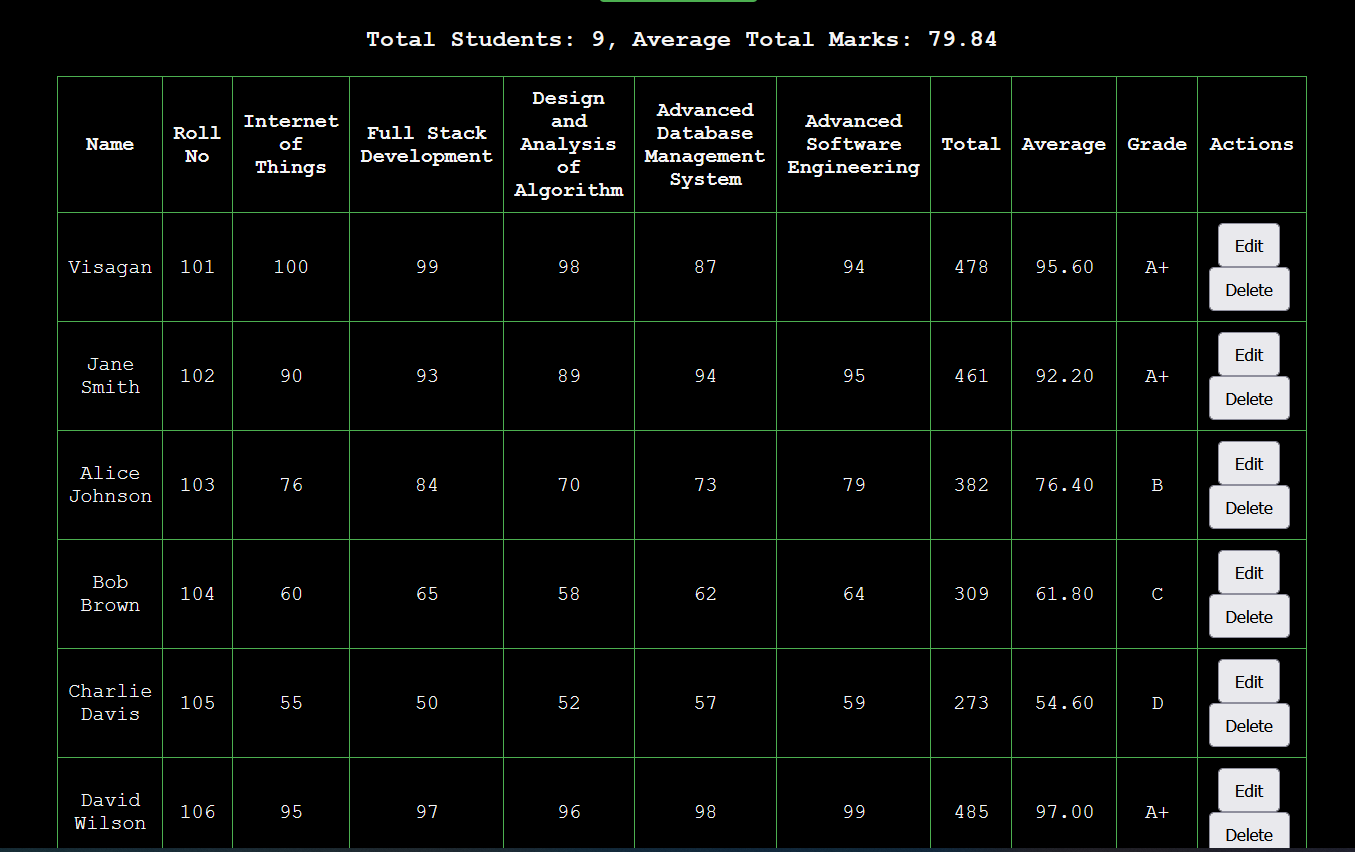 Total Students: 9, Average Total Marks: 79.84
Name Roll No Internet of Things Full Stack Development Design and Analysis of Algorithm Advanced Database Management System Advanced Software Engineering Total Average Grade Actions
Visagan 101 100 99 98 87 94 478 95.60 A+ Edit Delete
Jane Smith 102 90 93 89 94 95 461 92.20 A+ Edit Delete
Alice Johnson 103 76 84 70 73 79 382 76.40 B Edit Delete
Bob Brown 104 60 65 58 62 64 309 61.80 C Edit Delete
Charlie Davis 105 55 50 52 57 59 273 54.60 D Edit Delete
David Wilson 106 95 97 96 98 99 485 97.00 A+ Edit Delete